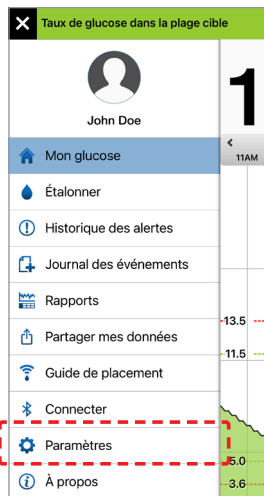 Taux de glucose dans la plage cible
John Doe
1
11AM
Mon glucose
Étalonner
Historique des alertes
Journal des événements
Rapports
Partager mes données
13.5
11.5
Guide de placement
Connecter
Paramètres
5.0
À propos
3.6